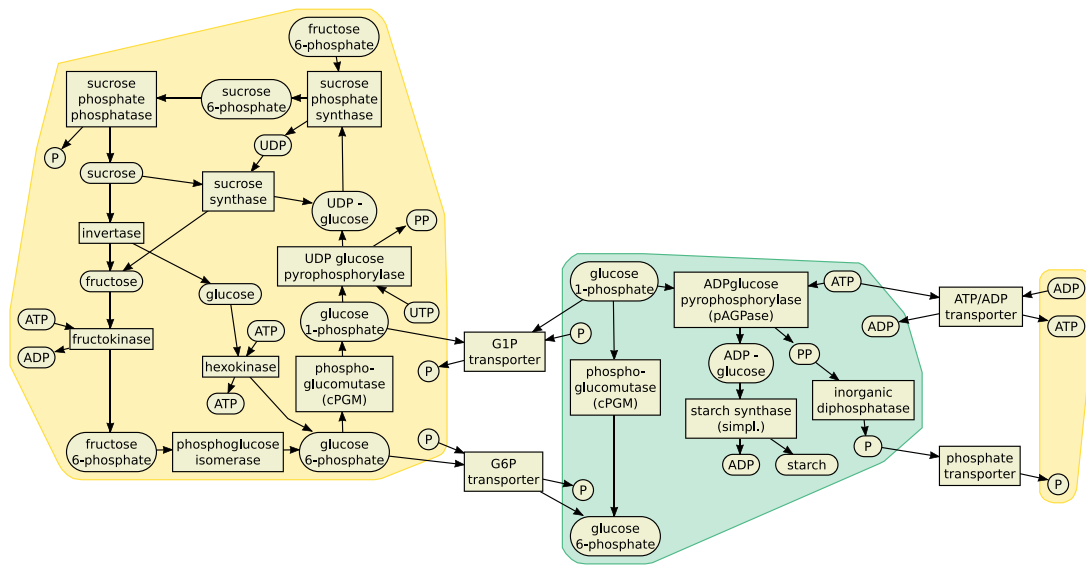 fructose
6-phosphate
sucrose
phosphate
phosphatase
sucrose
6-phosphate
sucrose
phosphate
synthase
UDP
P
sucrose
sucrose
synthase
UDP -
glucose
PP
invertase
UDP glucose
pyrophosphorylase
fructose
glucose
UTP
glucose
1-phosphate
ATP
fructokinase
ADP
ATP
hexokinase
ATP
phospho-
glucomutase
(cPGM)
fructose
6-phosphate
phosphoglucose
isomerase
glucose
6-phosphate
G1P
transporter
P
P
P
G6P
transporter
P
glucose
1-phosphate
phospho-
glucomutase
(cPGM)
glucose
6-phosphate
ADPglucose
pyrophosphorylase
(pAGPase)
ATP
ADP
ADP -
glucose
PP
starch synthase
(simpl.)
inorganic
diphosphatase
ADP
starch
P
ATP/ADP
transporter
ADP
ATP
phosphate
transporter
P